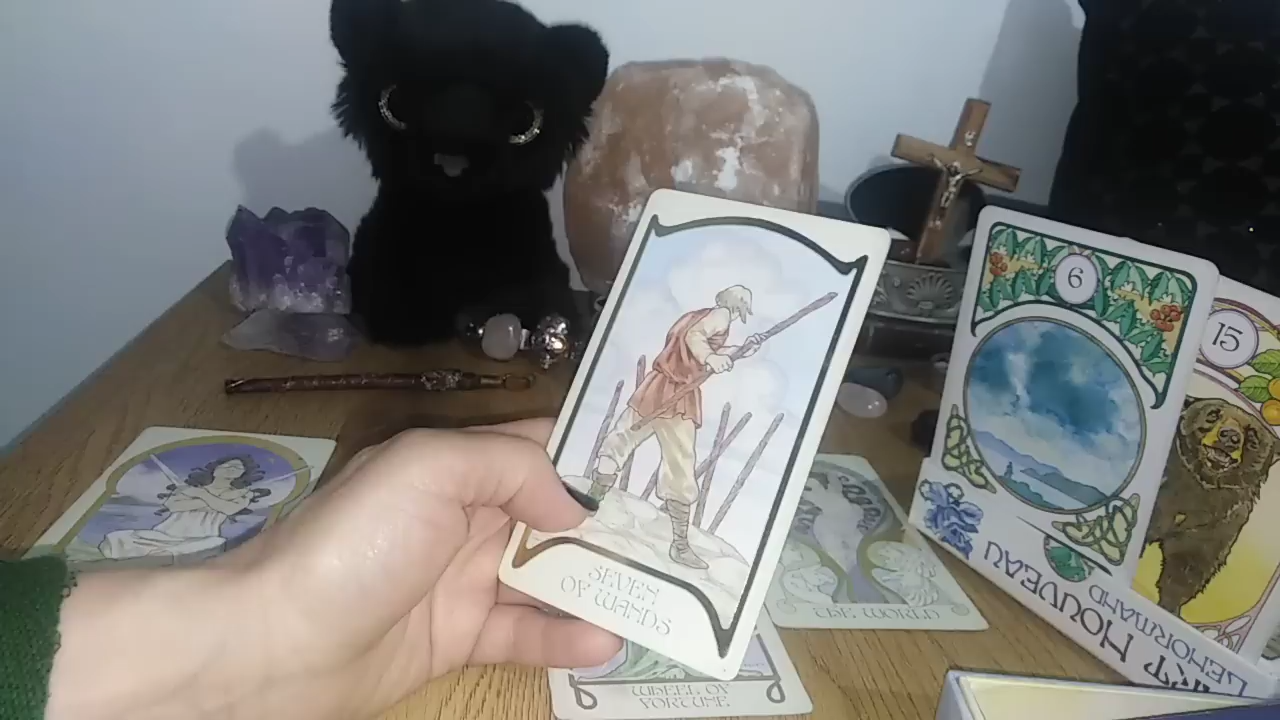 6
15
SEVEN
OF WANDS
THE WORLD
WHEEL OF
FORTUNE
ART NOUVEAU
LENORMAND